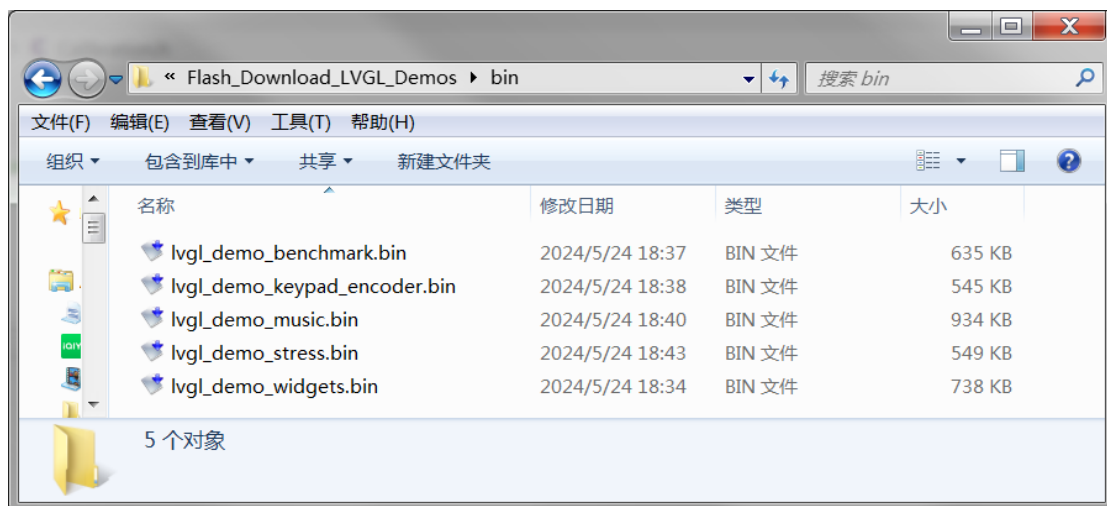 « Flash_Download_LVGL_Demos ▸ bin 搜索 bin
文件(F) 编辑(E) 查看(V) 工具(T) 帮助(H)
组织 包含到库中 共享 新建文件夹
名称 修改日期 类型 大小
lvgl_demo_benchmark.bin 2024/5/24 18:37 BIN 文件 635 KB
lvgl_demo_keypad_encoder.bin 2024/5/24 18:38 BIN 文件 545 KB
lvgl_demo_music.bin 2024/5/24 18:40 BIN 文件 934 KB
lvgl_demo_stress.bin 2024/5/24 18:43 BIN 文件 549 KB
lvgl_demo_widgets.bin 2024/5/24 18:34 BIN 文件 738 KB
5 个对象